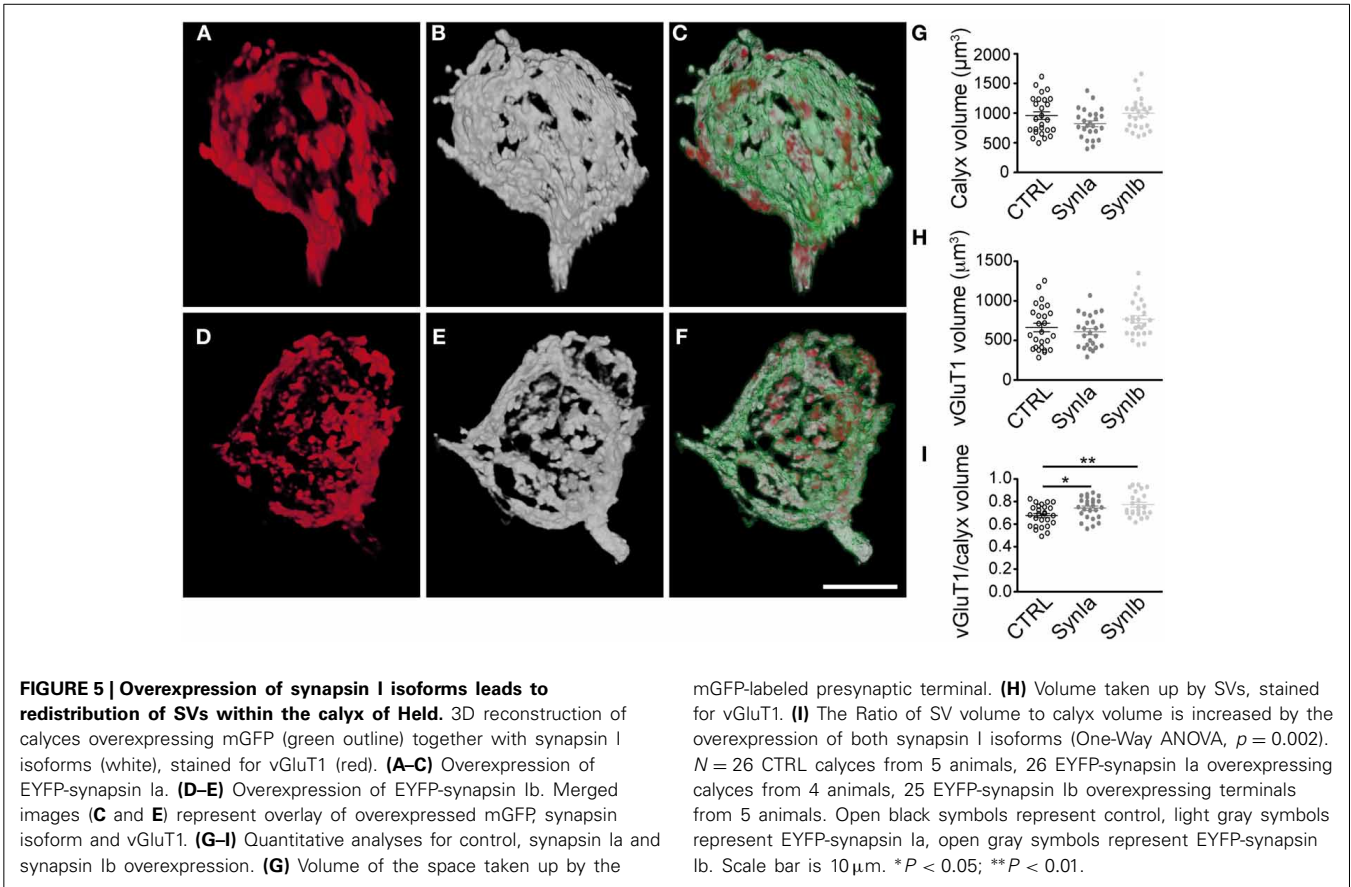 A
B
C
D
E
F
G
Calyx volume (µm³)
2000
1500
1000
500
0
CTRL
SynIa
SynIb
H
vGluT1 volume (µm³)
1500
1000
500
0
CTRL
SynIa
SynIb
I
vGluT1/calyx volume
1.0
0.8
0.6
0.4
0.2
0.0
**
*
CTRL
SynIa
SynIb
FIGURE 5 | Overexpression of synapsin I isoforms leads to
redistribution of SVs within the calyx of Held. 3D reconstruction of
calyces overexpressing mGFP (green outline) together with synapsin I
isoforms (white), stained for vGluT1 (red). (A–C) Overexpression of
EYFP-synapsin Ia. (D–E) Overexpression of EYFP-synapsin Ib. Merged
images (C and E) represent overlay of overexpressed mGFP, synapsin
isoform and vGluT1. (G–I) Quantitative analyses for control, synapsin Ia and
synapsin Ib overexpression. (G) Volume of the space taken up by the
mGFP-labeled presynaptic terminal. (H) Volume taken up by SVs, stained
for vGluT1. (I) The Ratio of SV volume to calyx volume is increased by the
overexpression of both synapsin I isoforms (One-Way ANOVA, p = 0.002).
N = 26 CTRL calyces from 5 animals, 26 EYFP-synapsin Ia overexpressing
calyces from 4 animals, 25 EYFP-synapsin Ib overexpressing terminals
from 5 animals. Open black symbols represent control, light gray symbols
represent EYFP-synapsin Ia, open gray symbols represent EYFP-synapsin
Ib. Scale bar is 10 µm. *P < 0.05; **P < 0.01.